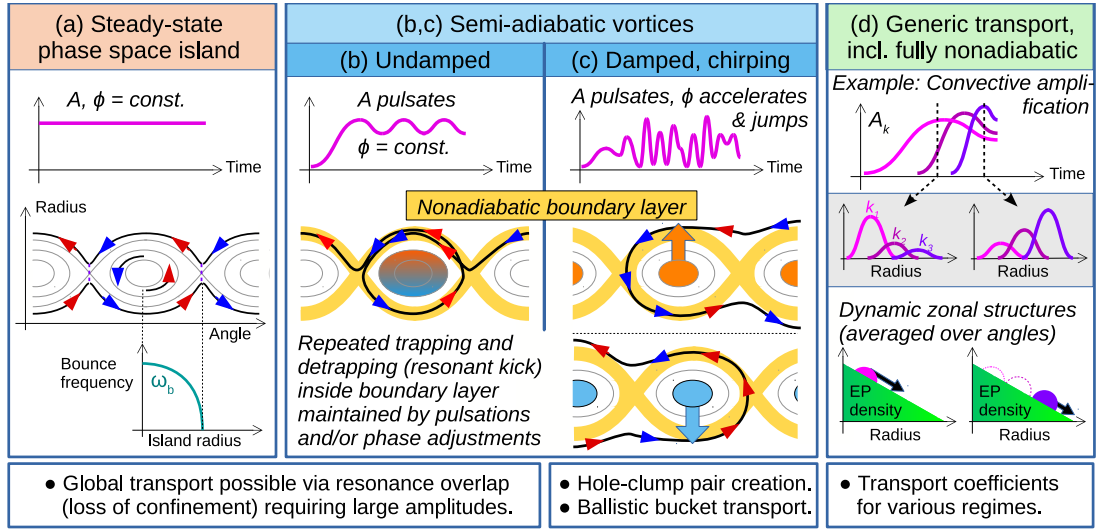 (a) Steady-state
phase space island
A, ϕ = const.
Time
Radius
Angle
Bounce
frequency
ω_b
Island radius
(b,c) Semi-adiabatic vortices
(b) Undamped
A pulsates
ϕ = const.
Time
(c) Damped, chirping
A pulsates, ϕ accelerates
& jumps
Time
Nonadiabatic boundary layer
Repeated trapping and
detrapping (resonant kick)
inside boundary layer
maintained by pulsations
and/or phase adjustments
(d) Generic transport,
incl. fully nonadiabatic
Example: Convective ampli-
fication
A_k
Time
k_1
k_2
k_3
Radius
Radius
Dynamic zonal structures
(averaged over angles)
EP
density
Radius
EP
density
Radius
● Global transport possible via resonance overlap
(loss of confinement) requiring large amplitudes.
● Hole-clump pair creation.
● Ballistic bucket transport.
● Transport coefficients
for various regimes.